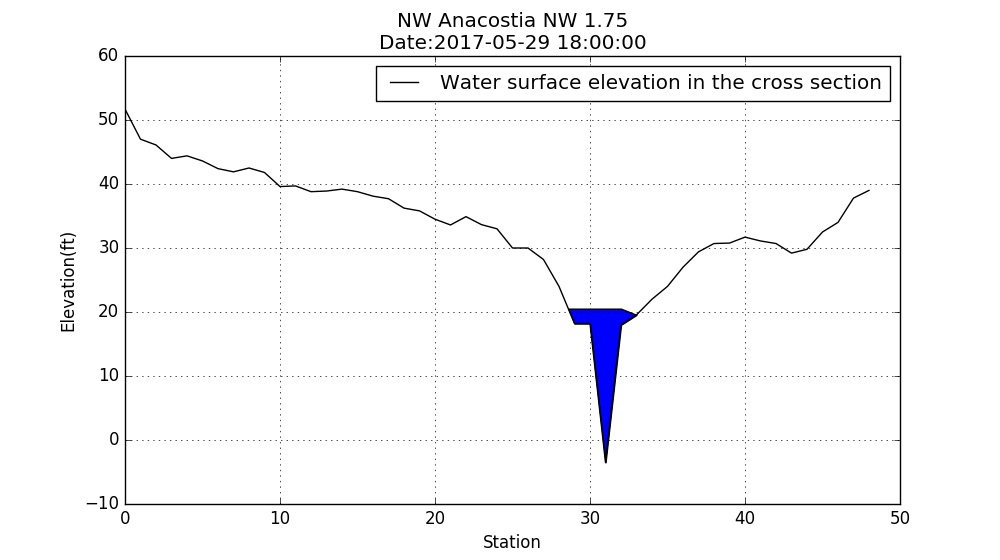 NW Anacostia NW 1.75
Date:2017-05-29 18:00:00
Water surface elevation in the cross section
60
50
40
30
20
10
0
−10
Elevation(ft)
0 10 20 30 40 50
Station